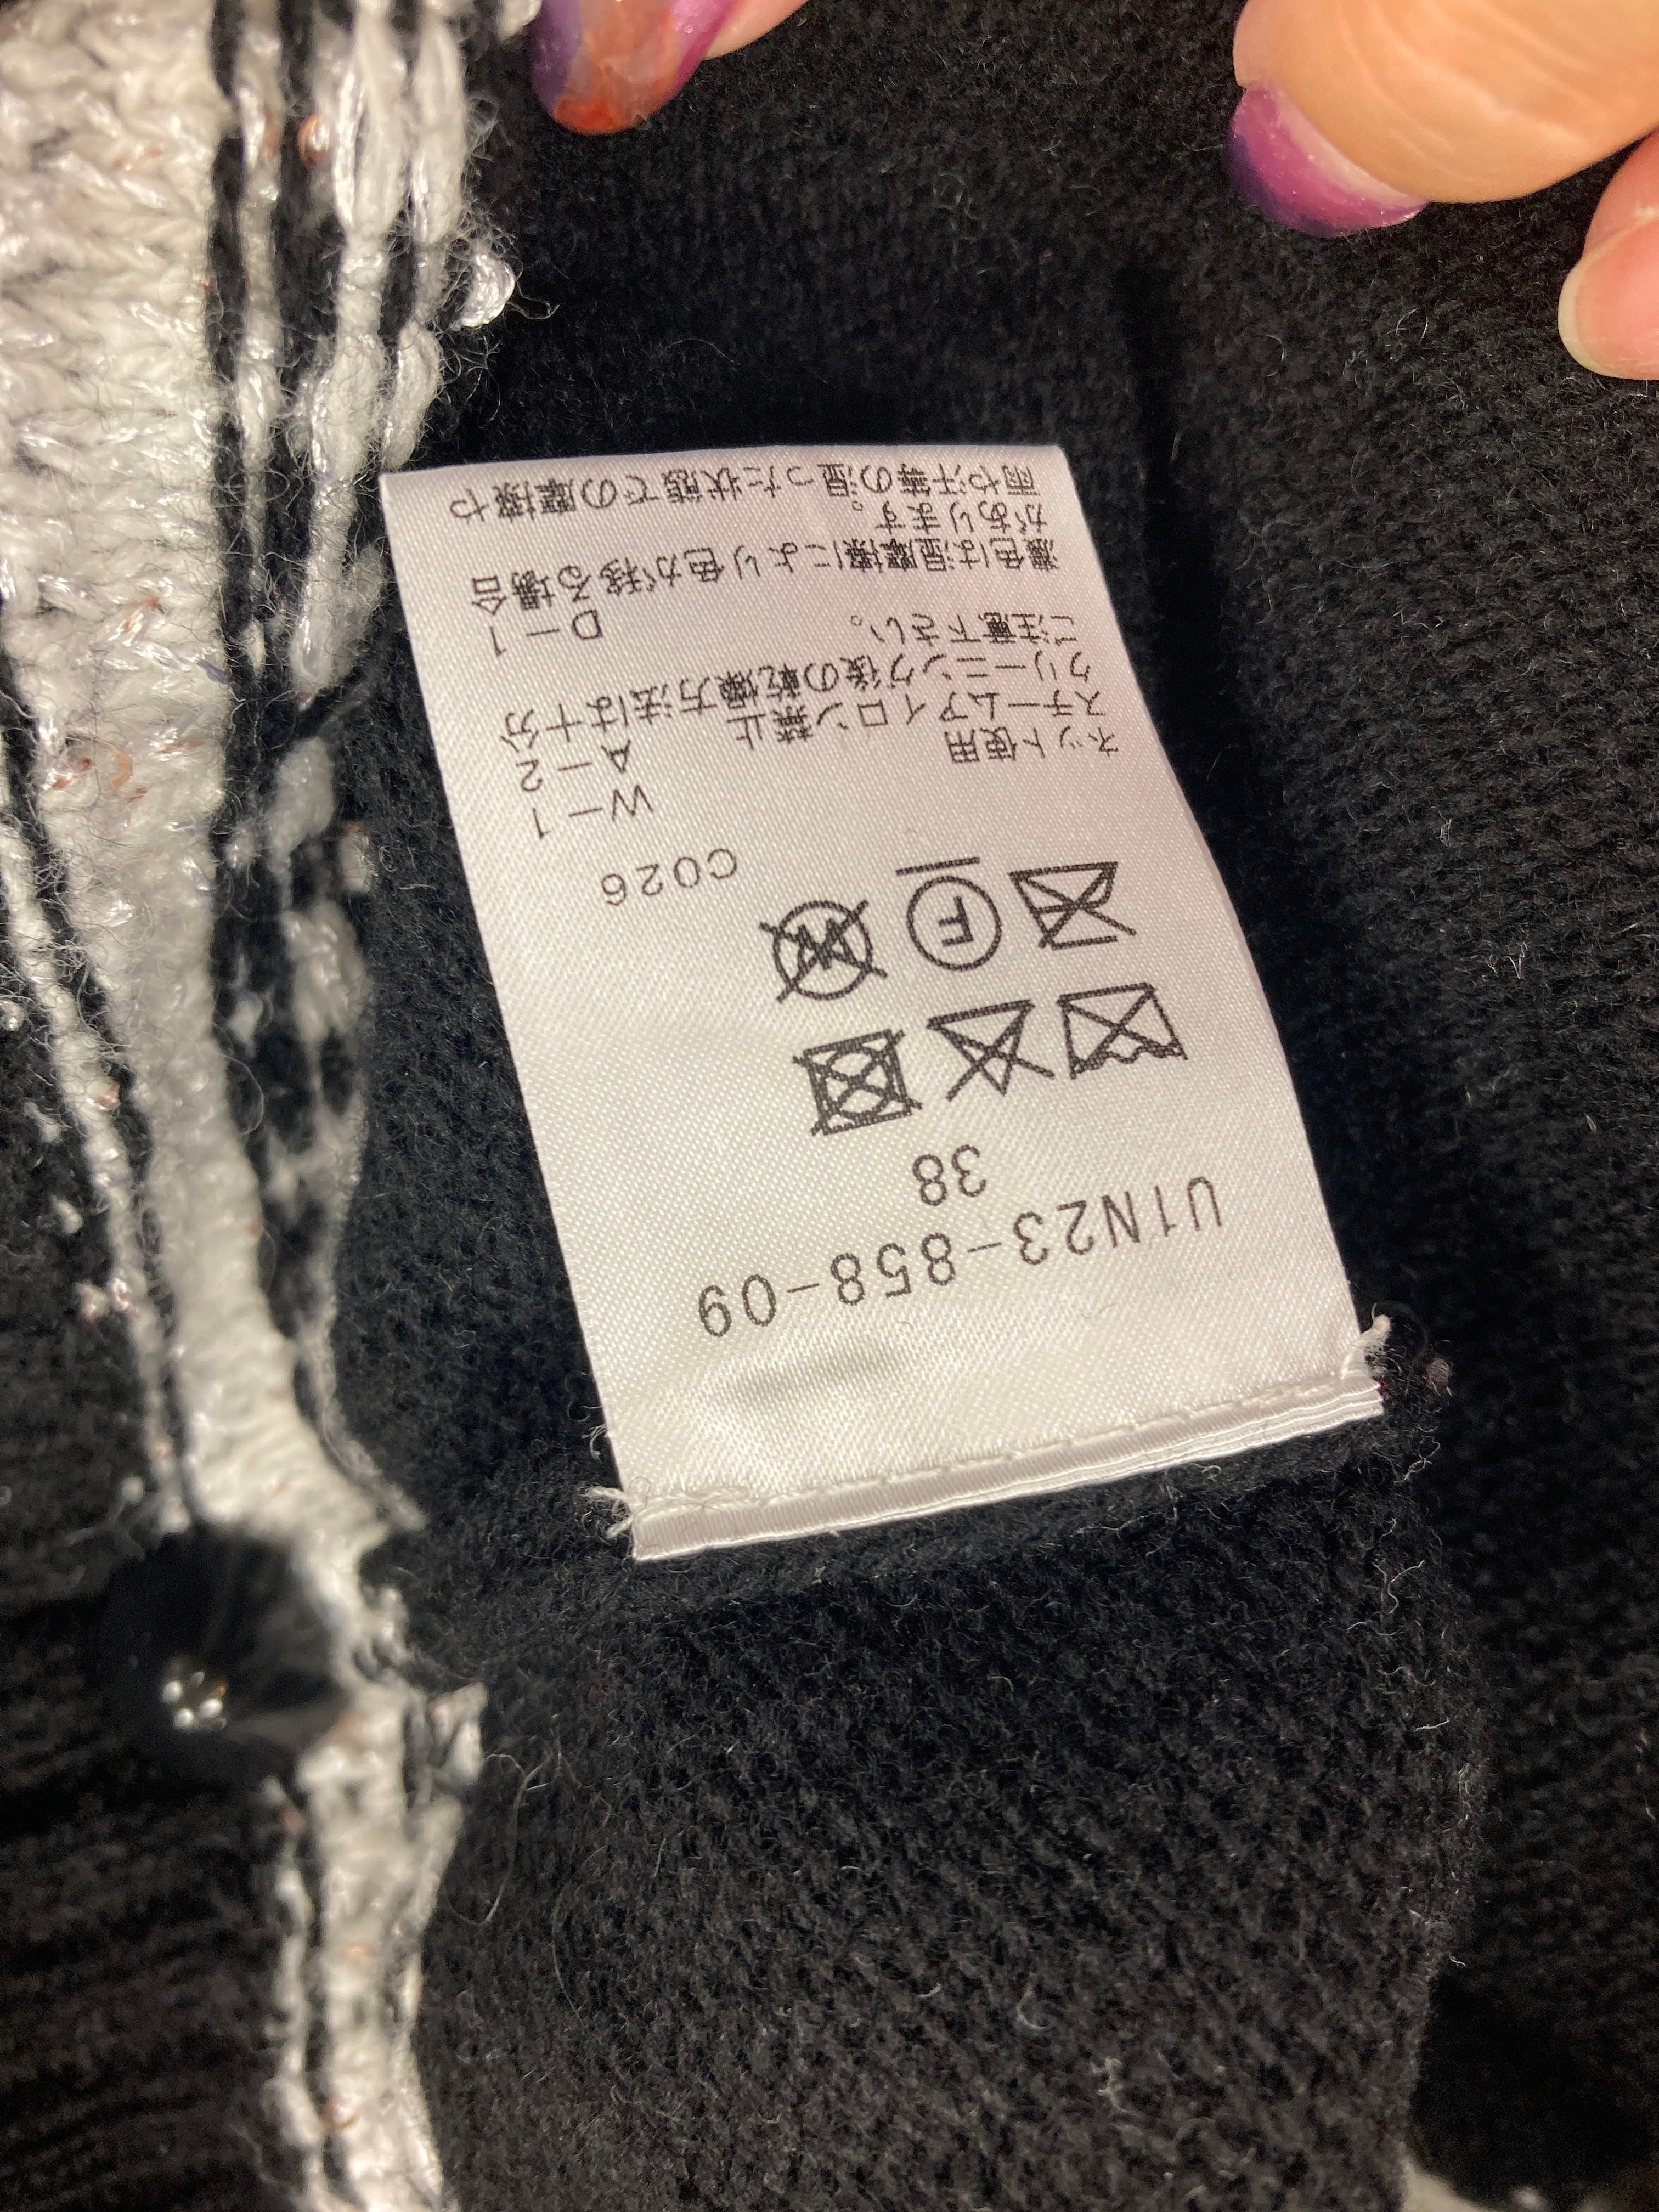 U1N23-858-09
38
F
W
C026
W-1
ネット使用 A-2
スチームアイロン禁止
クリーニング後の乾燥方法は十分
ご注意下さい。
D-1
濃色は湿摩擦により色が移る場合
があります。
雨や汗等の湿った状態での摩擦や